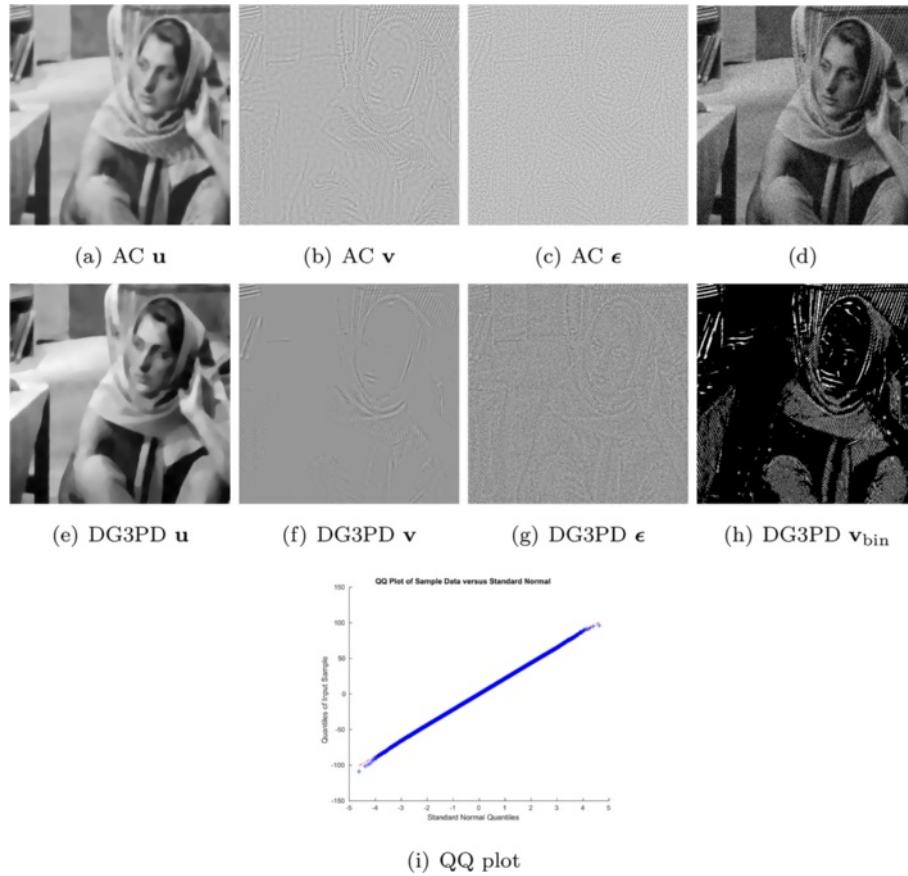 (a) AC u
(b) AC v
(c) AC ϵ
(d)
(e) DG3PD u
(f) DG3PD v
(g) DG3PD ϵ
(h) DG3PD v_bin
QQ Plot of Sample Data versus Standard Normal
Quantiles of Input Sample
150
100
50
0
-50
-100
-150
-5 -4 -3 -2 -1 0 1 2 3 4 5
Standard Normal Quantiles
(i) QQ plot